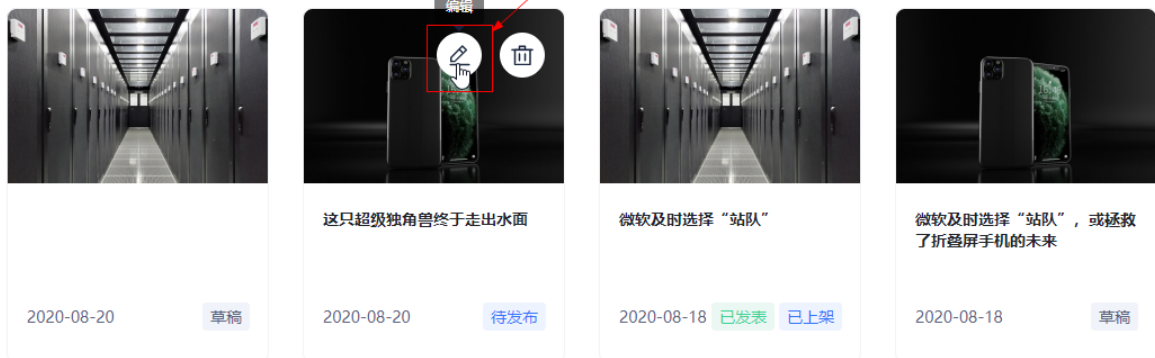 编辑
这只超级独角兽终于走出水面
微软及时选择“站队”
微软及时选择“站队”，或拯救
了折叠屏手机的未来
2020-08-20 草稿
2020-08-20 待发布
2020-08-18 已发表 已上架
2020-08-18 草稿